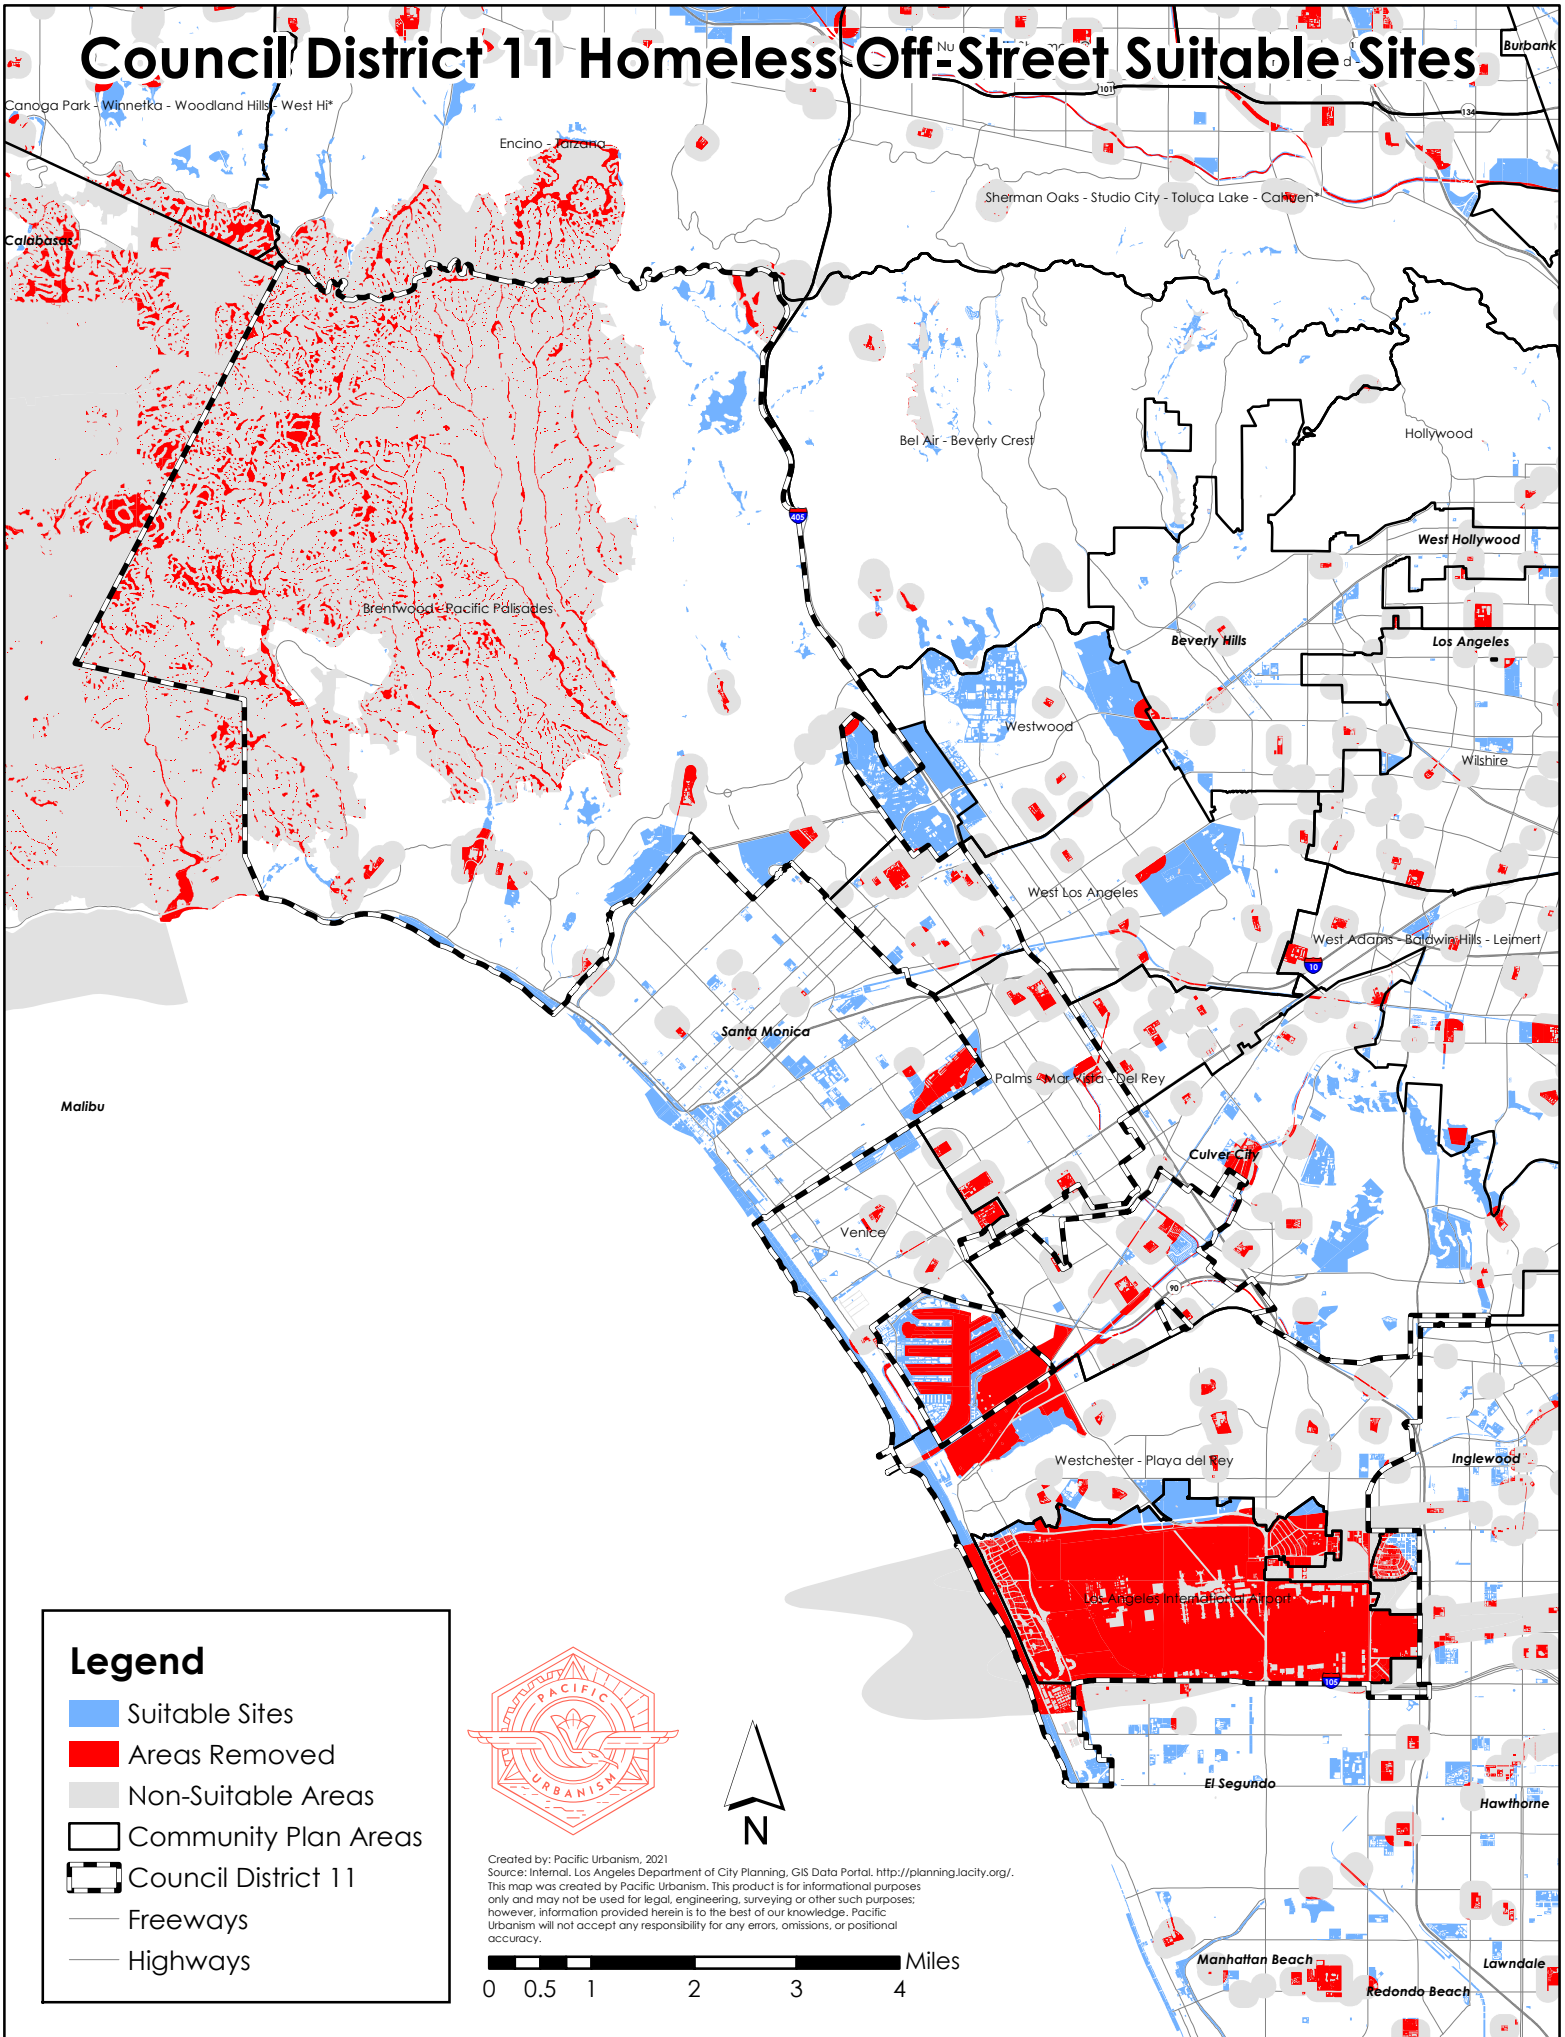 Council District 11 Homeless Off-Street Suitable Sites
Burbank
101
134
Canoga Park - Winnetka - Woodland Hills - West Hi*
Encino - Tarzana
Sherman Oaks - Studio City - Toluca Lake - Cahuen*
Calabasas
Bel Air - Beverly Crest
Hollywood
405
West Hollywood
Brentwood - Pacific Palisades
Beverly Hills
Los Angeles
Westwood
Wilshire
West Los Angeles
West Adams - Baldwin Hills - Leimert
10
Santa Monica
Palms - Mar Vista - Del Rey
Malibu
Culver City
Venice
90
Westchester - Playa del Rey
Inglewood
Los Angeles International Airport
105
El Segundo
Hawthorne
Manhattan Beach
Lawndale
Redondo Beach
Legend
Suitable Sites
Areas Removed
Non-Suitable Areas
Community Plan Areas
Council District 11
Freeways
Highways
PACIFIC
URBANISM
N
Created by: Pacific Urbanism, 2021
Source: Internal. Los Angeles Department of City Planning, GIS Data Portal. http://planning.lacity.org/.
This map was created by Pacific Urbanism. This product is for informational purposes
only and may not be used for legal, engineering, surveying or other such purposes;
however, information provided herein is to the best of our knowledge. Pacific
Urbanism will not accept any responsibility for any errors, omissions, or positional
accuracy.
Miles
0 0.5 1 2 3 4